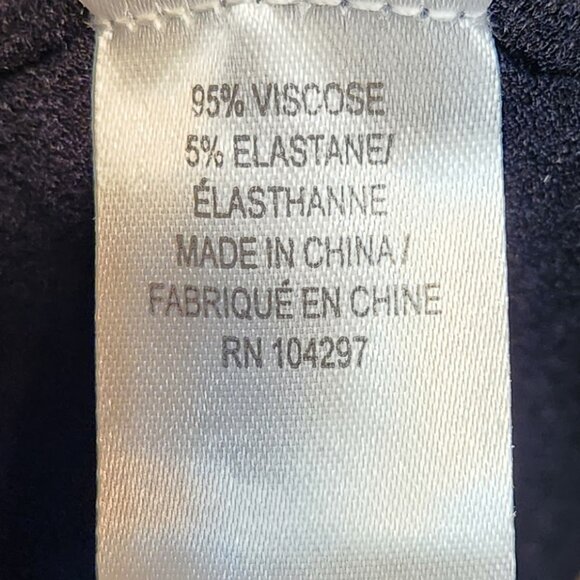 95% VISCOSE
5% ELASTANE/
ÉLASTHANNE
MADE IN CHINA /
FABRIQUÉ EN CHINE
RN 104297